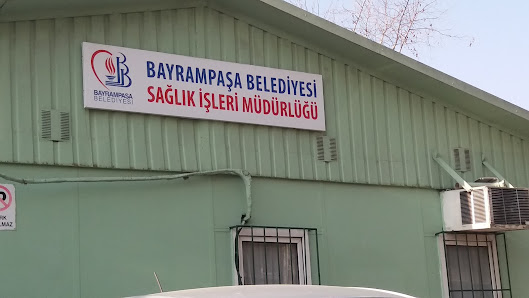 BAYRAMPAŞA BELEDİYESİ
SAĞLIK İŞLERİ MÜDÜRLÜĞÜ
BAYRAMPAŞA
BELEDİYESİ